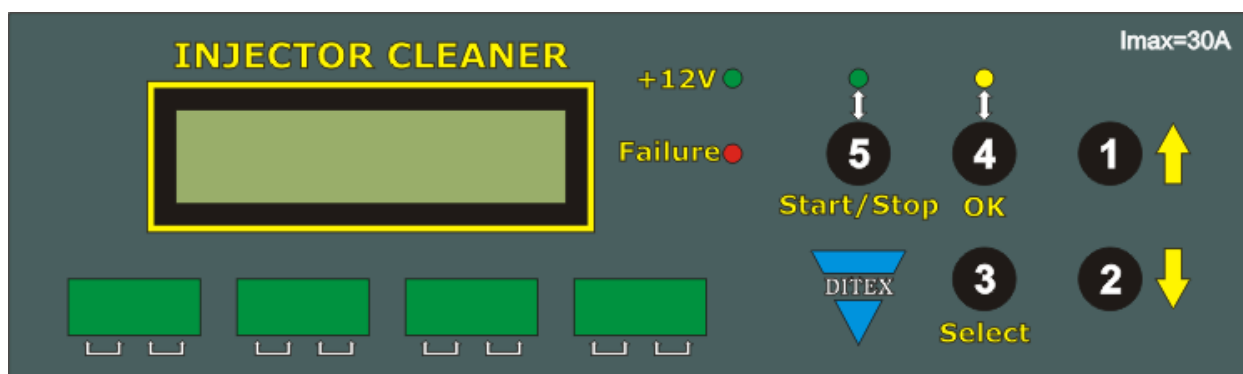 Imax=30A
INJECTOR CLEANER
+12V
Failure
5
4
1
Start/Stop
OK
DITEX
3
2
Select